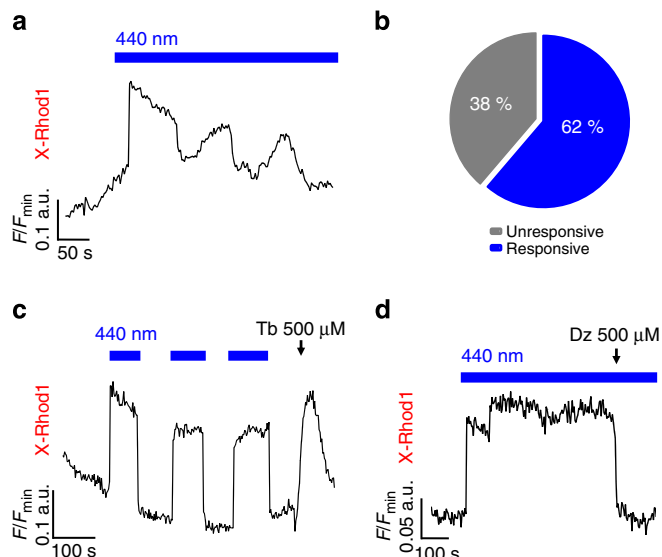 a
440 nm
X-Rhod1
F/Fmin
0.1 a.u.
50 s
b
38 %
62 %
Unresponsive
Responsive
c
440 nm
Tb 500 μM
X-Rhod1
F/Fmin
0.1 a.u.
100 s
d
Dz 500 μM
440 nm
X-Rhod1
F/Fmin
0.05 a.u.
100 s